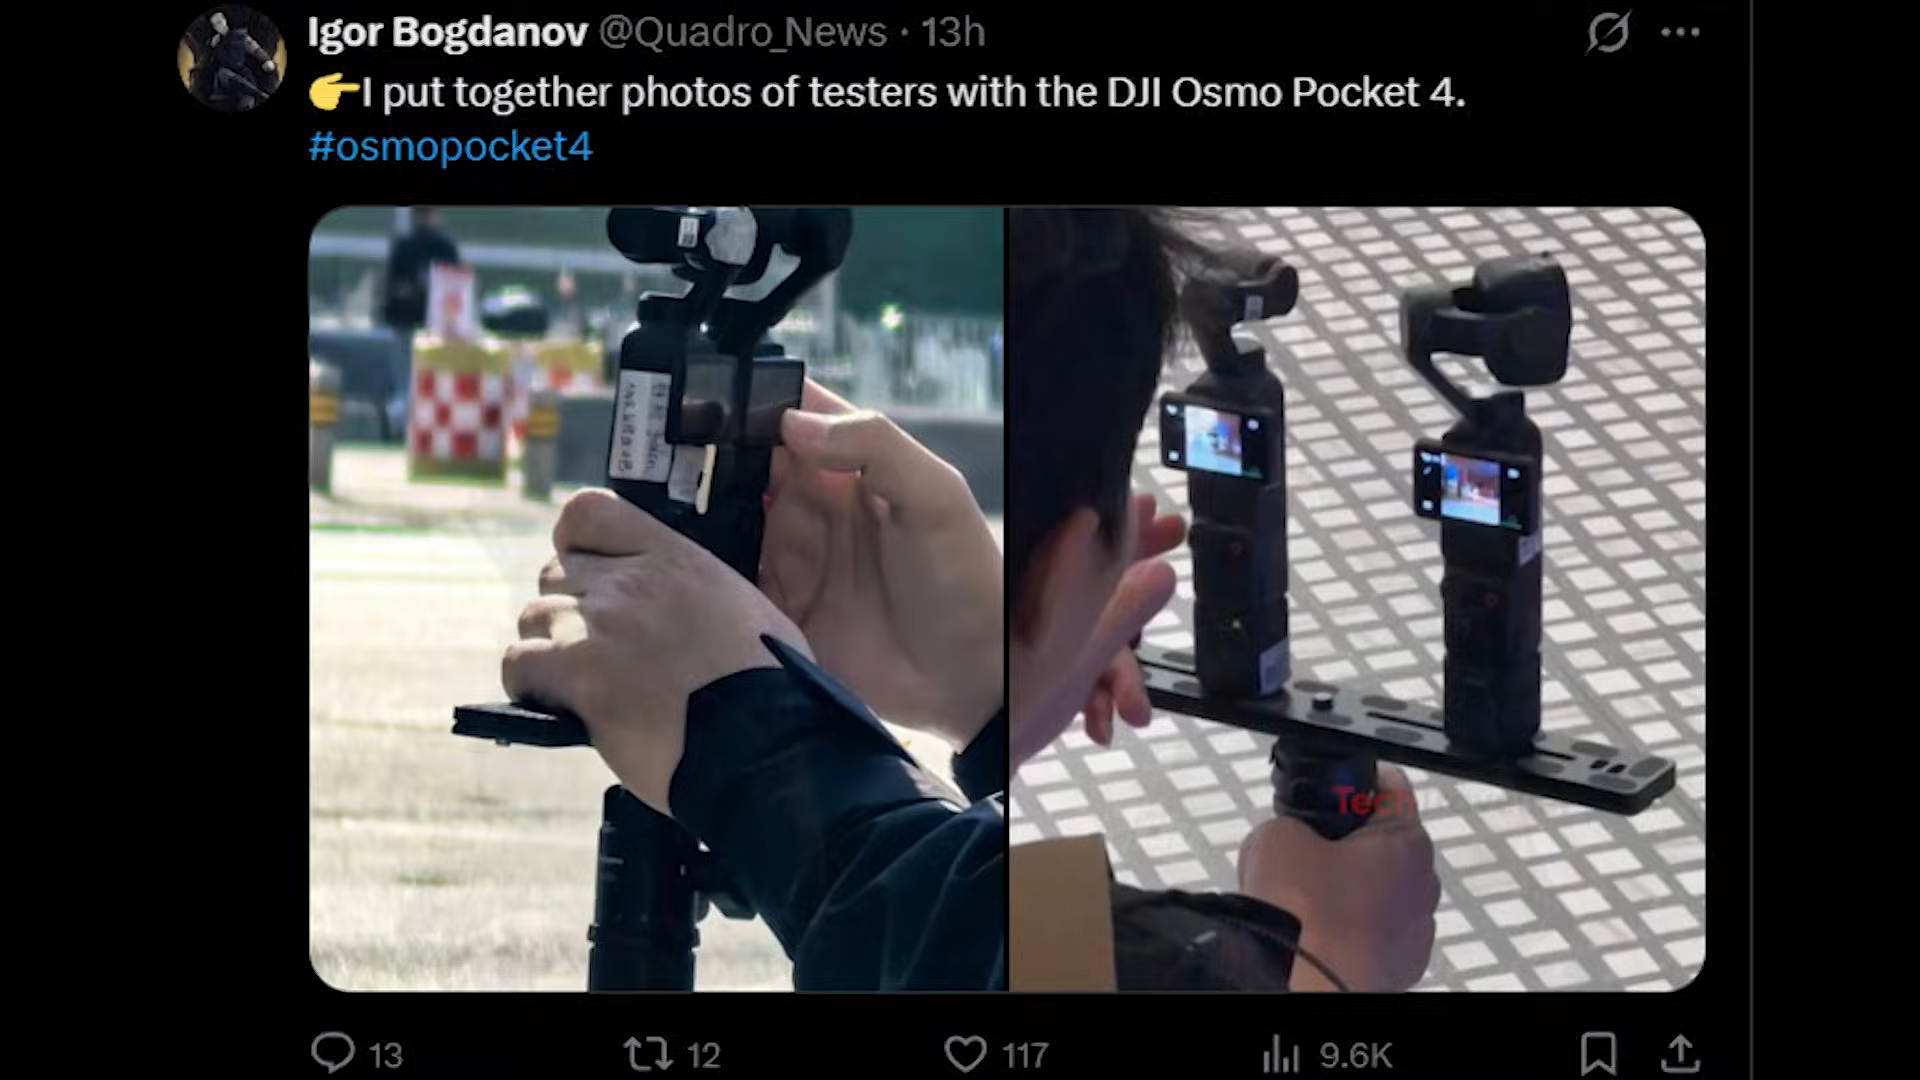 Igor Bogdanov @Quadro_News · 13h
👉I put together photos of testers with the DJI Osmo Pocket 4.
#osmopocket4
Tech
13 12 117 9.6K